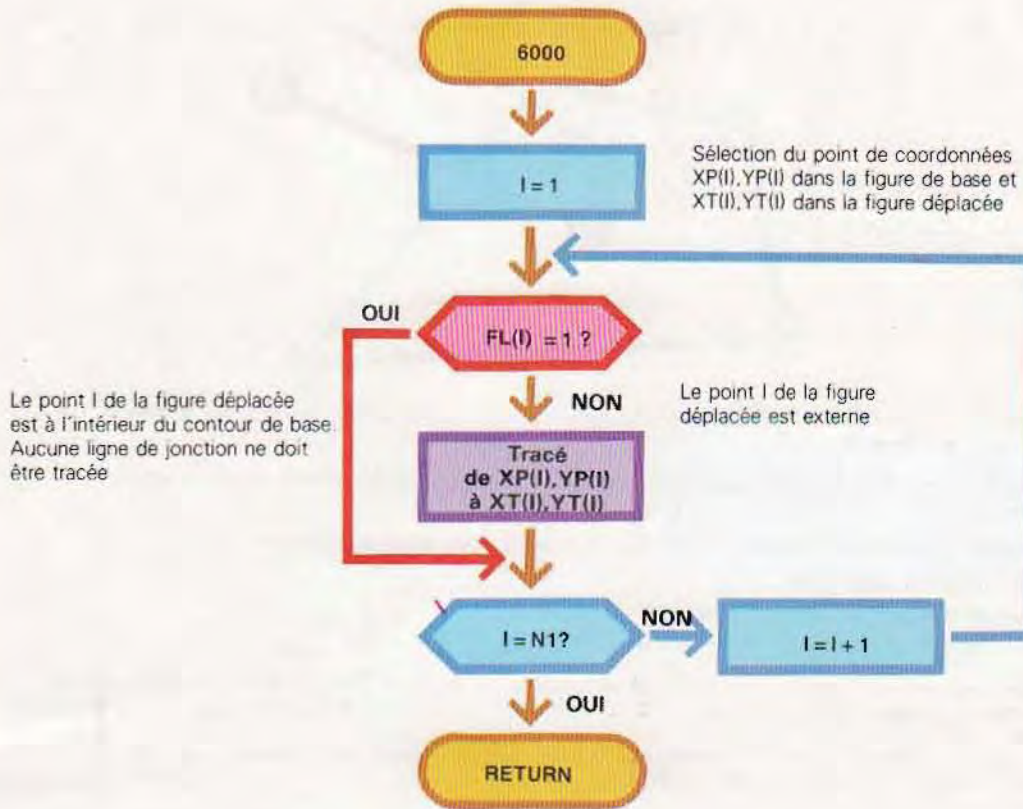 6000
I = 1
Sélection du point de coordonnées
XP(I),YP(I) dans la figure de base et
XT(I),YT(I) dans la figure déplacée
OUI
FL(I) = 1 ?
NON
Le point I de la figure
déplacée est externe
Le point I de la figure déplacée
est à l'intérieur du contour de base.
Aucune ligne de jonction ne doit
être tracée
Tracé
de XP(I),YP(I)
à XT(I),YT(I)
I = N1?
NON
I = I + 1
OUI
RETURN